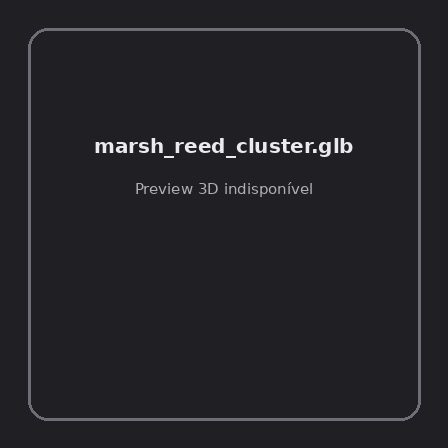 marsh_reed_cluster.glb
Preview 3D indisponível